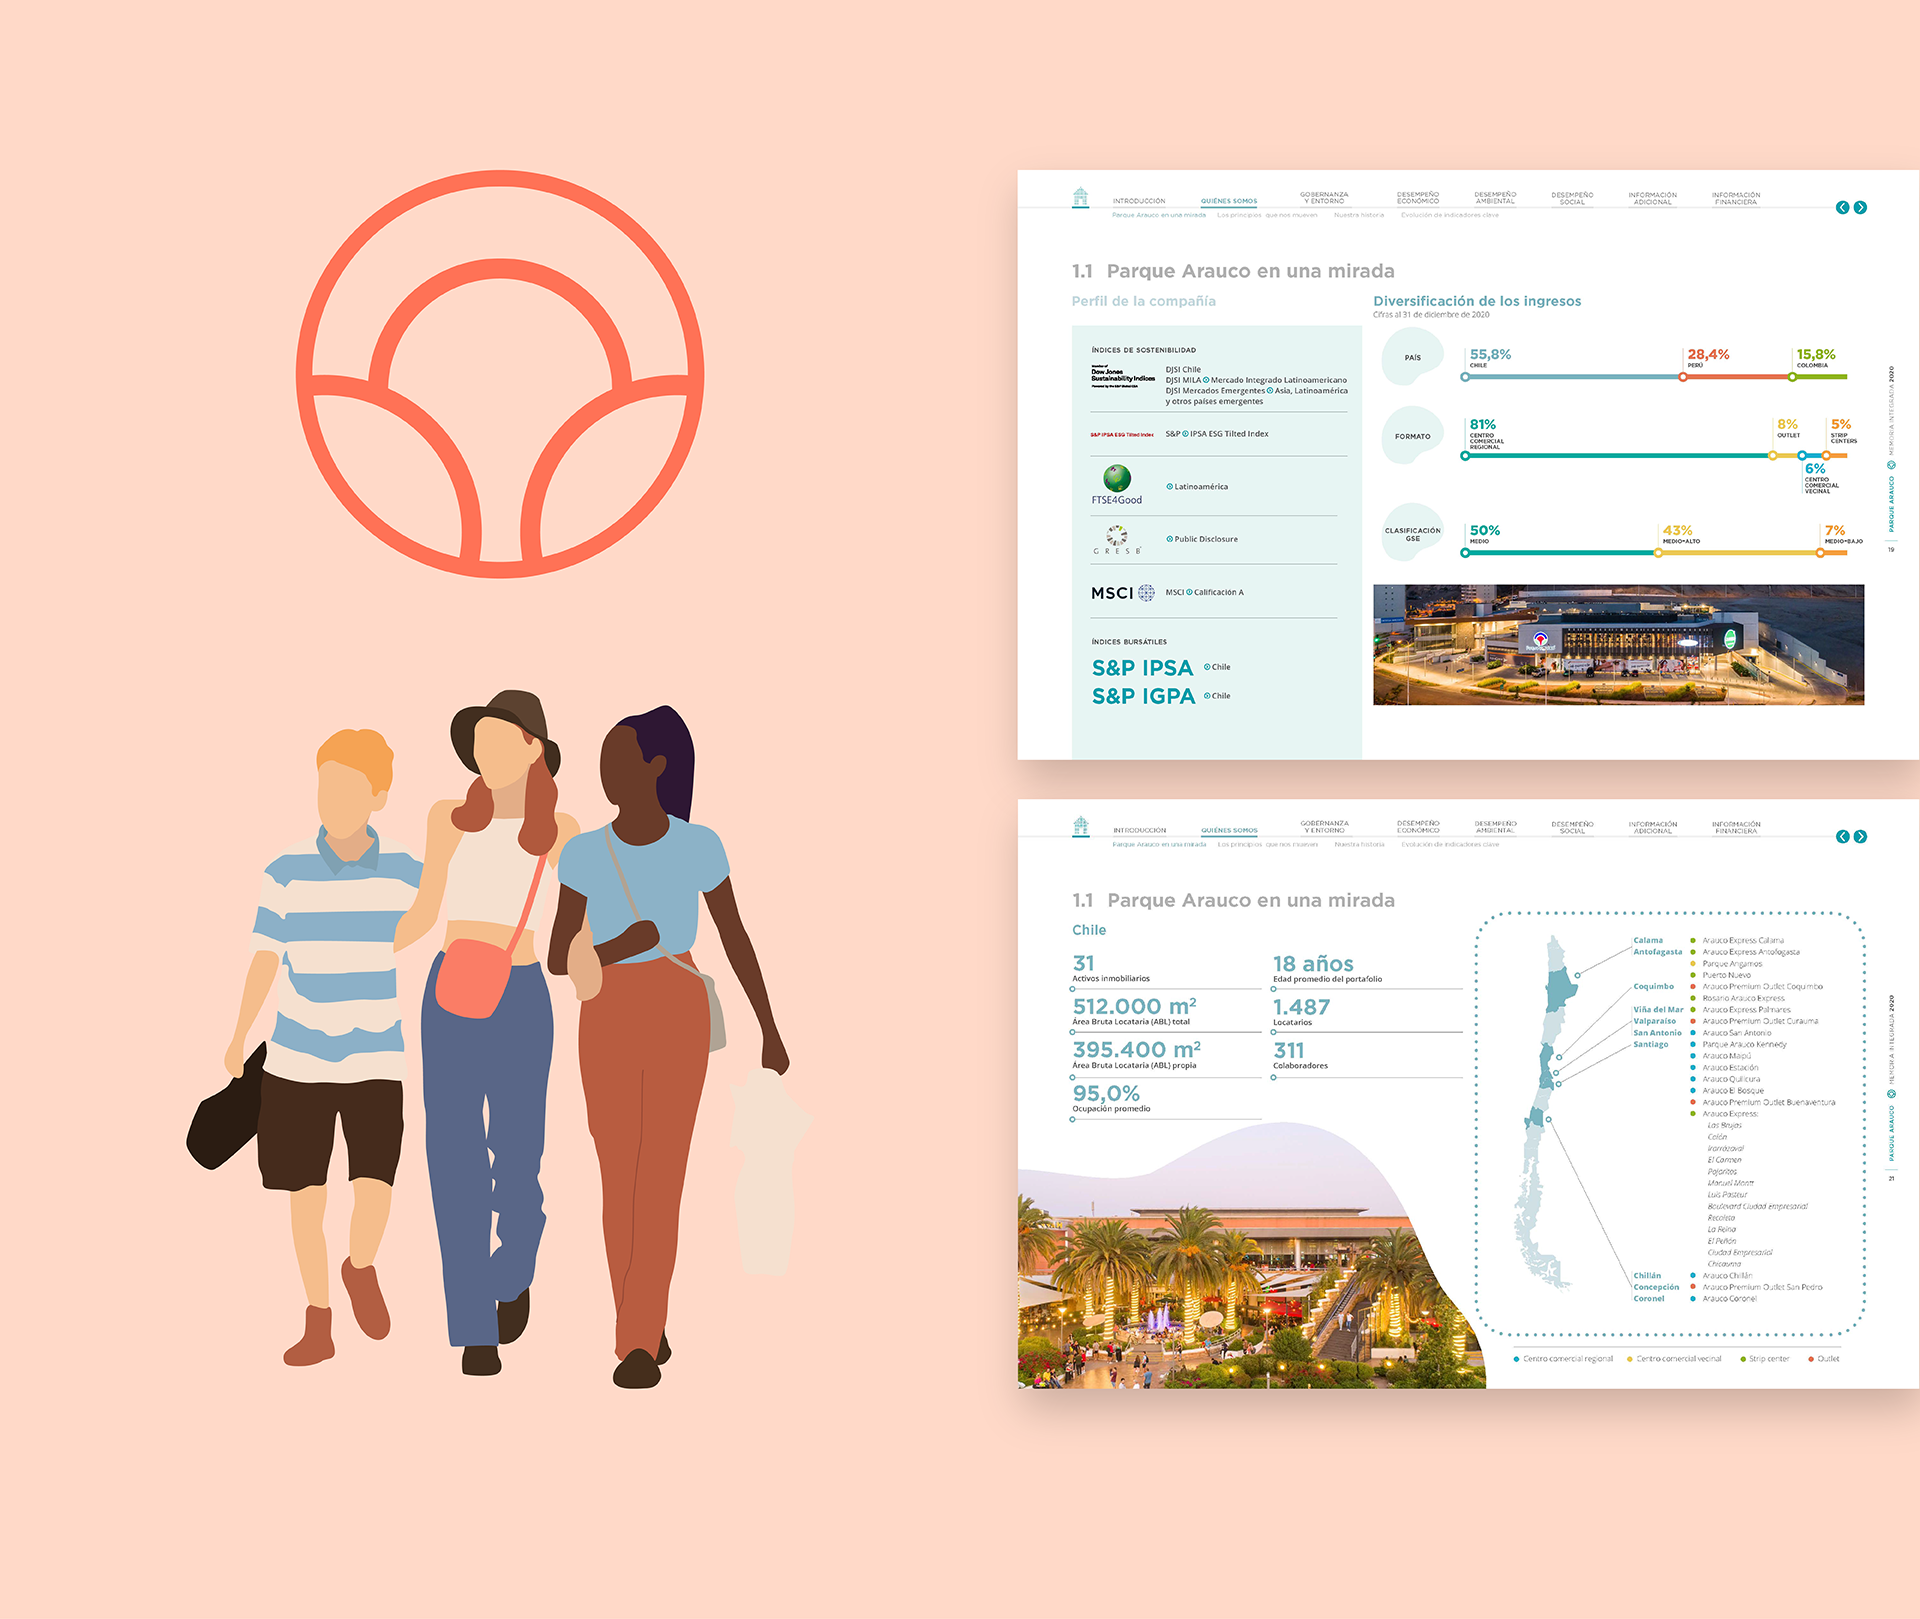 INTRODUCCIÓN
QUIÉNES SOMOS
GOBERNANZA
Y ENTORNO
DESEMPEÑO
ECONÓMICO
DESEMPEÑO
AMBIENTAL
DESEMPEÑO
SOCIAL
INFORMACIÓN
ADICIONAL
INFORMACIÓN
FINANCIERA
Parque Arauco en una mirada
Los principios que nos mueven
Nuestra historia
Evolución de indicadores clave
1.1 Parque Arauco en una mirada
Perfil de la compañía
ÍNDICES DE SOSTENIBILIDAD
Member of
Dow Jones
Sustainability Indices
Powered by the S&P Global CSA
DJSI Chile
DJSI MILA Mercado Integrado Latinoamericano
DJSI Mercados Emergentes Asia, Latinoamérica
y otros países emergentes
S&P IPSA ESG Tilted Index
S&P IPSA ESG Tilted Index
FTSE4Good
Latinoamérica
GRESB
Public Disclosure
MSCI
MSCI Calificación A
ÍNDICES BURSÁTILES
S&P IPSA Chile
S&P IGPA Chile
Diversificación de los ingresos
Cifras al 31 de diciembre de 2020
PAÍS
55,8%
CHILE
28,4%
PERÚ
15,8%
COLOMBIA
FORMATO
81%
CENTRO
COMERCIAL
REGIONAL
8%
OUTLET
6%
CENTRO
COMERCIAL
VECINAL
5%
STRIP
CENTERS
CLASIFICACIÓN
GSE
50%
MEDIO
43%
MEDIO-ALTO
7%
MEDIO-BAJO
PARQUE ARAUCO MEMORIA INTEGRADA 2020
19
INTRODUCCIÓN
QUIÉNES SOMOS
GOBERNANZA
Y ENTORNO
DESEMPEÑO
ECONÓMICO
DESEMPEÑO
AMBIENTAL
DESEMPEÑO
SOCIAL
INFORMACIÓN
ADICIONAL
INFORMACIÓN
FINANCIERA
Parque Arauco en una mirada
Los principios que nos mueven
Nuestra historia
Evolución de indicadores clave
1.1 Parque Arauco en una mirada
Chile
31
Activos inmobiliarios
512.000 m²
Área Bruta Locataria (ABL) total
395.400 m²
Área Bruta Locataria (ABL) propia
95,0%
Ocupación promedio
18 años
Edad promedio del portafolio
1.487
Locatarios
311
Colaboradores
Calama Arauco Express Calama
Antofagasta Arauco Express Antofagasta
Parque Angamos
Puerto Nuevo
Coquimbo Arauco Premium Outlet Coquimbo
Rosario Arauco Express
Viña del Mar Arauco Express Palmares
Valparaíso Arauco Premium Outlet Curauma
San Antonio Arauco San Antonio
Santiago Parque Arauco Kennedy
Arauco Maipú
Arauco Estación
Arauco Quilicura
Arauco El Bosque
Arauco Premium Outlet Buenaventura
Arauco Express:
Las Brujas
Colón
Irarrázaval
El Carmen
Pajaritos
Manuel Montt
Luis Pasteur
Boulevard Ciudad Empresarial
Recoleta
La Reina
El Peñón
Ciudad Empresarial
Chicauma
Chillán Arauco Chillán
Concepción Arauco Premium Outlet San Pedro
Coronel Arauco Coronel
Centro comercial regional
Centro comercial vecinal
Strip center
Outlet
PARQUE ARAUCO MEMORIA INTEGRADA 2020
21